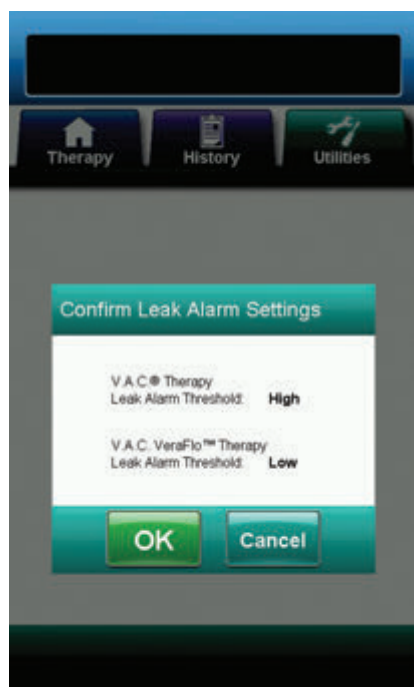 Therapy History Utilities
Confirm Leak Alarm Settings
V.A.C® Therapy
Leak Alarm Threshold: High
V.A.C. VeraFlo™ Therapy
Leak Alarm Threshold: Low
OK Cancel